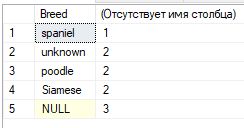 Breed (Отсутствует имя столбца)
1 spaniel 1
2 unknown 2
3 poodle 2
4 Siamese 2
5 NULL 3